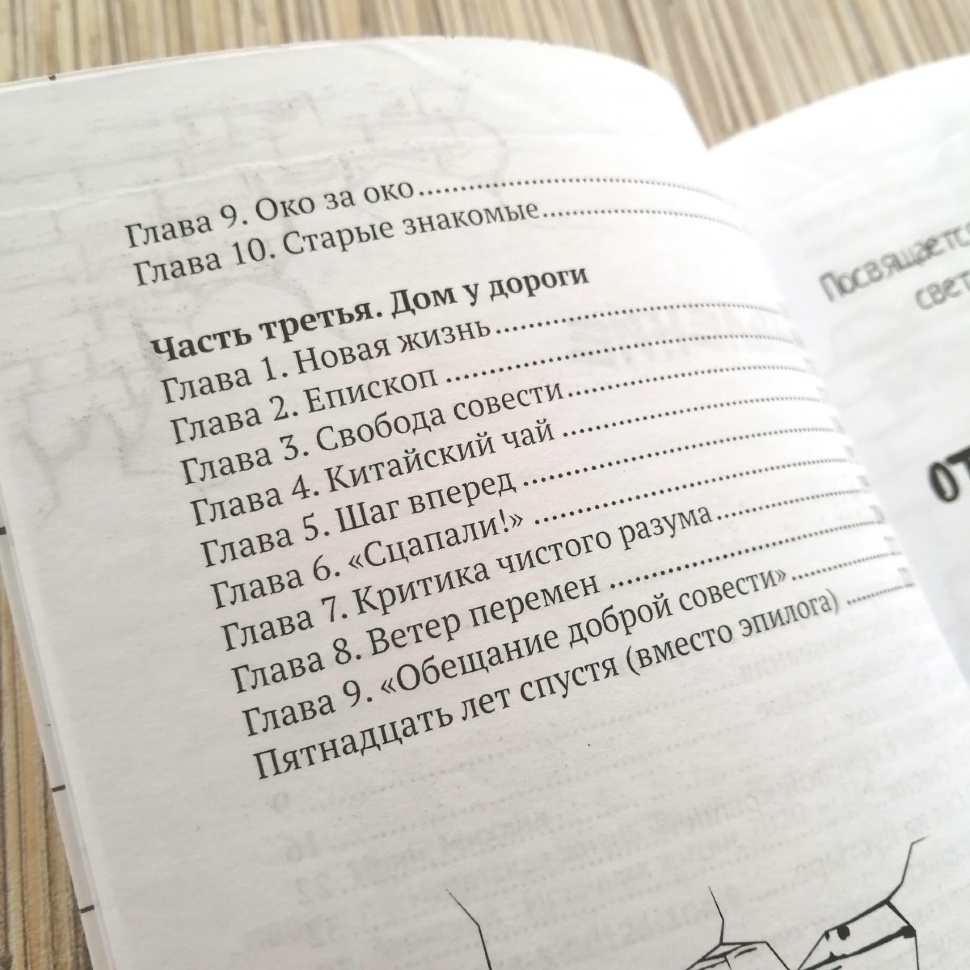 Глава 9. Око за око
Глава 10. Старые знакомые
Часть третья. Дом у дороги
Глава 1. Новая жизнь
Глава 2. Епископ
Глава 3. Свобода совести
Глава 4. Китайский чай
Глава 5. Шаг вперед
Глава 6. «Сцапали!»
Глава 7. Критика чистого разума
Глава 8. Ветер перемен
Глава 9. «Обещание доброй совести»
Пятнадцать лет спустя (вместо эпилога)